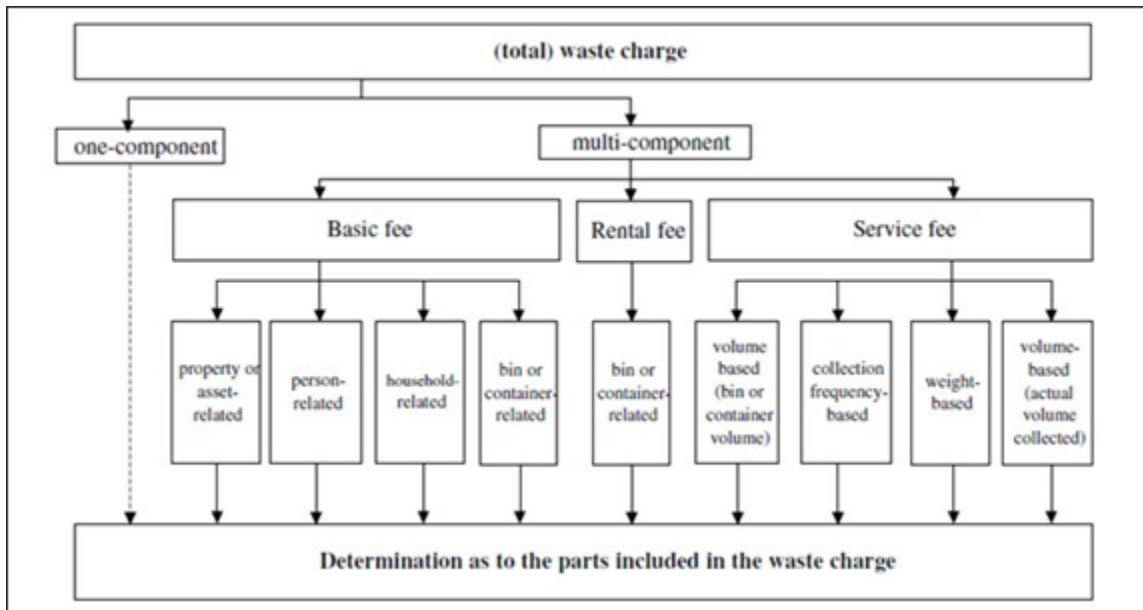 (total) waste charge
one-component
multi-component
Basic fee
Rental fee
Service fee
property or
asset-
related
person-
related
household-
related
bin or
container-
related
bin or
container-
related
volume
based
(bin or
container
volume)
collection
frequency-
based
weight-
based
volume-
based
(actual
volume
collected)
Determination as to the parts included in the waste charge